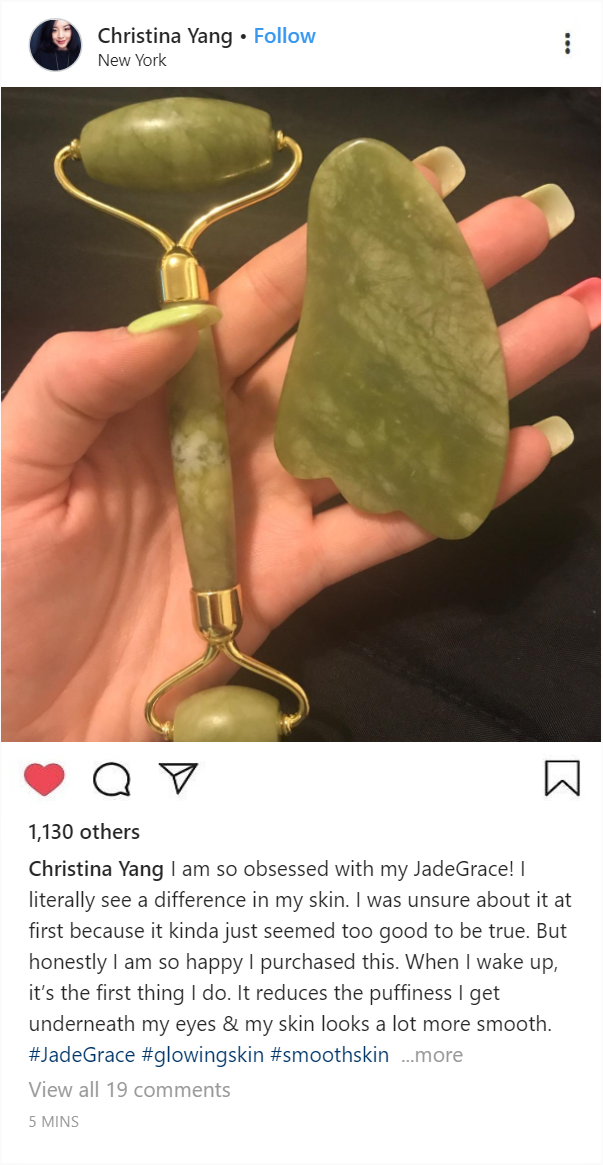 Christina Yang • Follow
New York
1,130 others
Christina Yang I am so obsessed with my JadeGrace! I
literally see a difference in my skin. I was unsure about it at
first because it kinda just seemed too good to be true. But
honestly I am so happy I purchased this. When I wake up,
it’s the first thing I do. It reduces the puffiness I get
underneath my eyes & my skin looks a lot more smooth.
#JadeGrace #glowingskin #smoothskin ...more
View all 19 comments
5 MINS